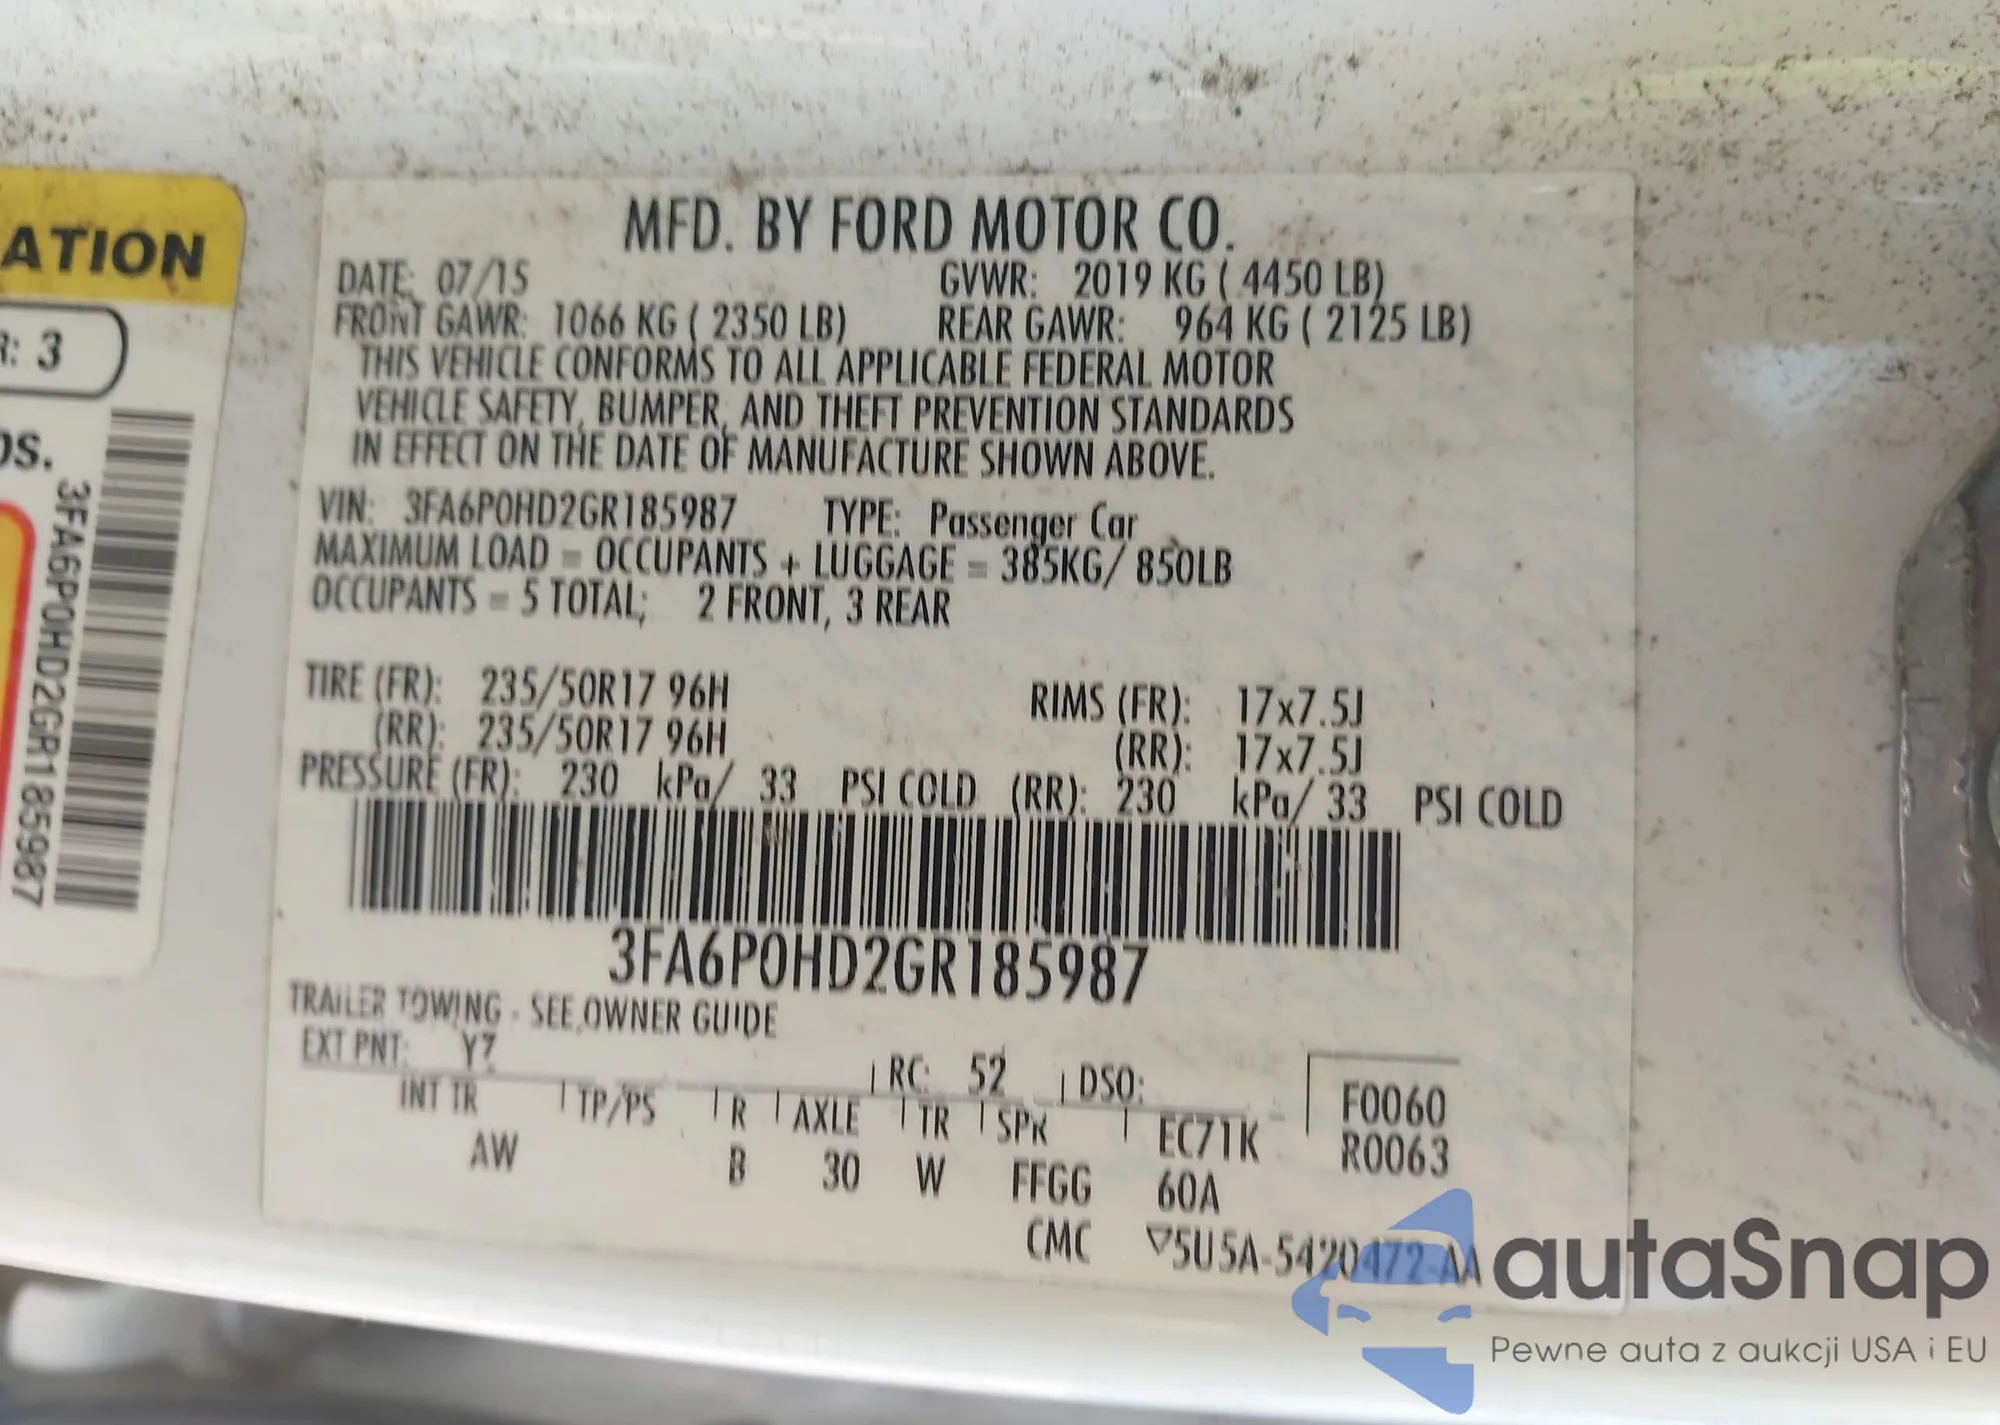 ATION
R: 3
OS.
3FA6P0HD2GR185987
MFD. BY FORD MOTOR CO.
DATE: 07/15 GVWR: 2019 KG ( 4450 LB)
FRONT GAWR: 1066 KG ( 2350 LB) REAR GAWR: 964 KG ( 2125 LB)
THIS VEHICLE CONFORMS TO ALL APPLICABLE FEDERAL MOTOR
VEHICLE SAFETY, BUMPER, AND THEFT PREVENTION STANDARDS
IN EFFECT ON THE DATE OF MANUFACTURE SHOWN ABOVE.
VIN: 3FA6P0HD2GR185987 TYPE: Passenger Car
MAXIMUM LOAD = OCCUPANTS + LUGGAGE = 385KG/ 850LB
OCCUPANTS = 5 TOTAL; 2 FRONT, 3 REAR
TIRE (FR): 235/50R17 96H RIMS (FR): 17x7.5J
(RR): 235/50R17 96H (RR): 17x7.5J
PRESSURE (FR): 230 kPa/ 33 PSI COLD (RR): 230 kPa/ 33 PSI COLD
3FA6P0HD2GR185987
TRAILER TOWING - SEE OWNER GUIDE
EXT PNT: YZ RC: 52 DSO:
INT TR TP/PS R AXLE TR SPR EC71K F0060
R0063
AW B 30 W FFGG 60A
CMC ▽5U5A-5420472-AA
autaSnap
Pewne auta z aukcji USA i EU